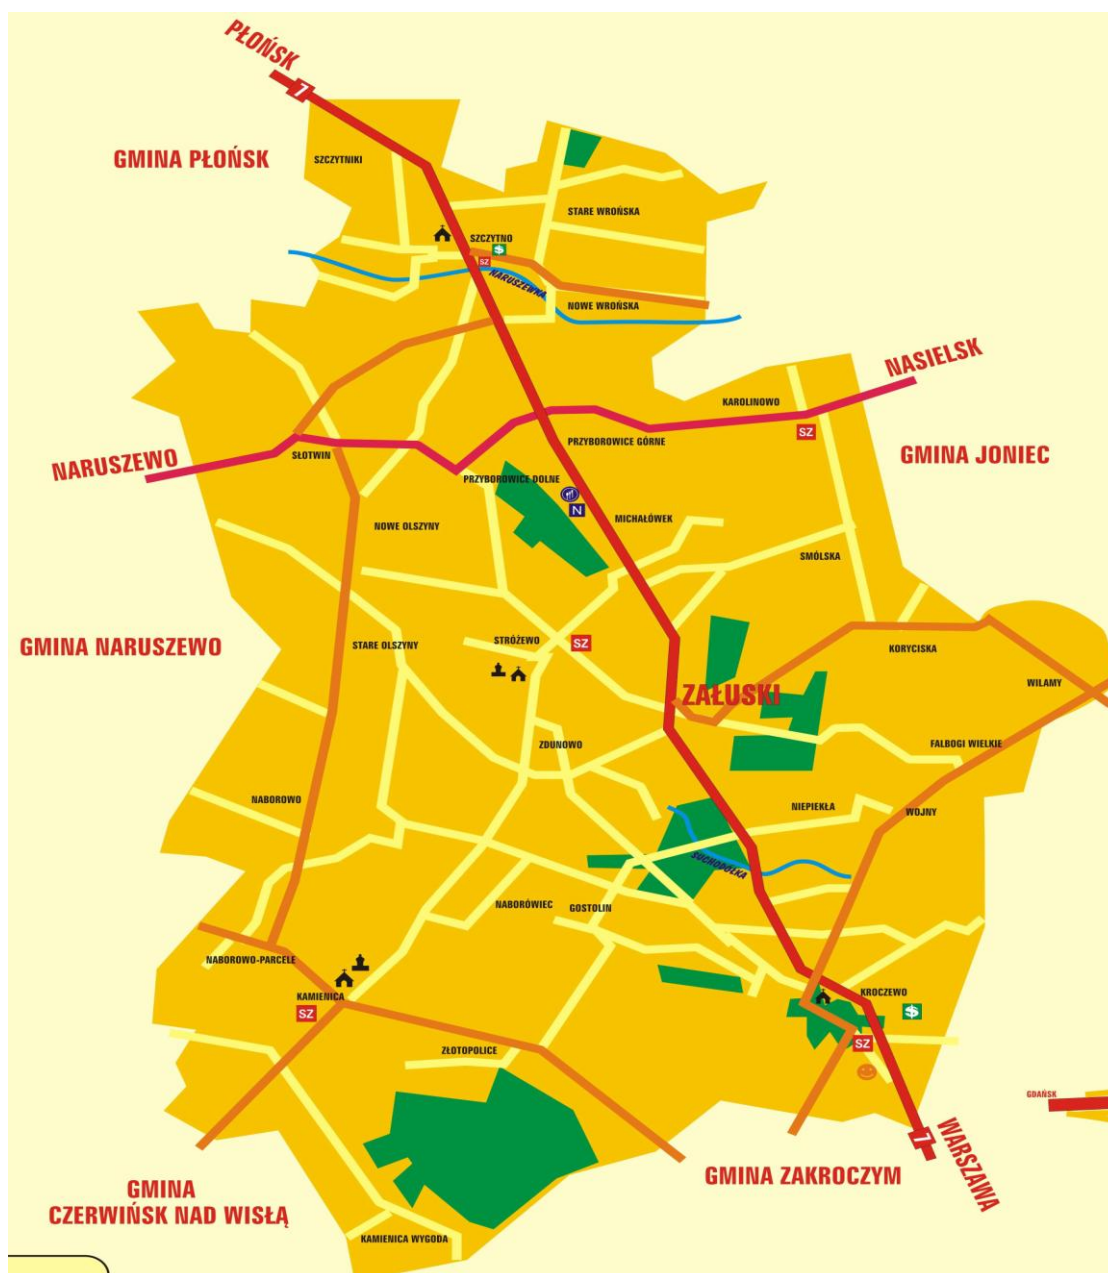 PŁOŃSK
7
GMINA PŁOŃSK
SZCZYTNIKI
STARE WROŃSKA
SZCZYTNO
$
SZ
NARUSZEWKA
NOWE WROŃSKA
NASIELSK
KAROLINOWO
SZ
PRZYBOROWICE GÓRNE
GMINA JONIEC
NARUSZEWO
SŁOTWIN
PRZYBOROWICE DOLNE
N
MICHAŁÓWEK
NOWE OLSZYNY
SMÓLSKA
GMINA NARUSZEWO
STARE OLSZYNY
STRÓŻEWO
SZ
KORYCISKA
WILAMY
ZAŁUSKI
ZDUNOWO
FALBOGI WIELKIE
NABOROWO
NIEPIEKŁA
WOJNY
SUCHODÓŁKA
NABORÓWIEC
GOSTOLIN
NABOROWO-PARCELE
KAMIENICA
SZ
KROCZEWO
$
SZ
ZŁOTOPOLICE
GDAŃSK
7
WARSZAWA
GMINA ZAKROCZYM
GMINA
CZERWIŃSK NAD WISŁĄ
KAMIENICA WYGODA